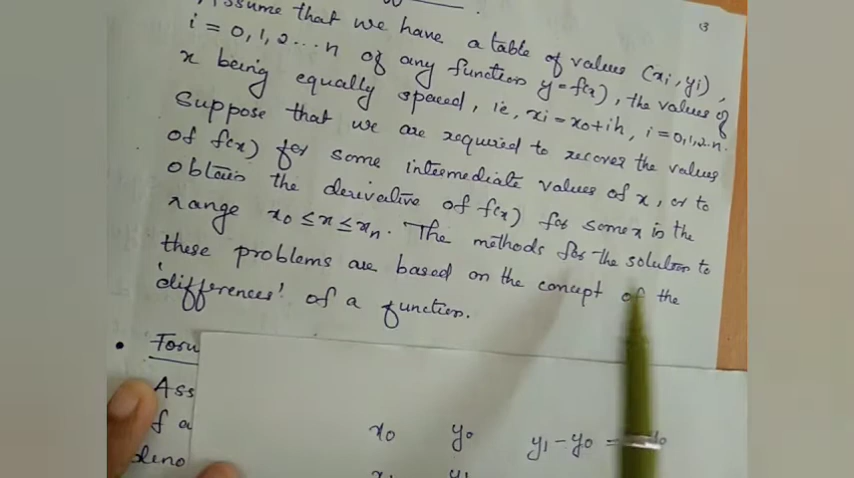 13
Assume that we have a table of values (xi, yi),
i = 0, 1, 2 ... n of any function y = f(x), the values of
x being equally spaced, ie, xi = x0 + ih, i = 0, 1, 2.. n.
Suppose that we are required to recover the values
of f(x) for some intermediate values of x, or to
obtain the derivative of f(x) for some x in the
range x0 ≤ x ≤ xn. The methods for the solution to
these problems are based on the concept of the
'differences' of a function.
•
Ass
f a
deno
x0 y0 y1 - y0 =